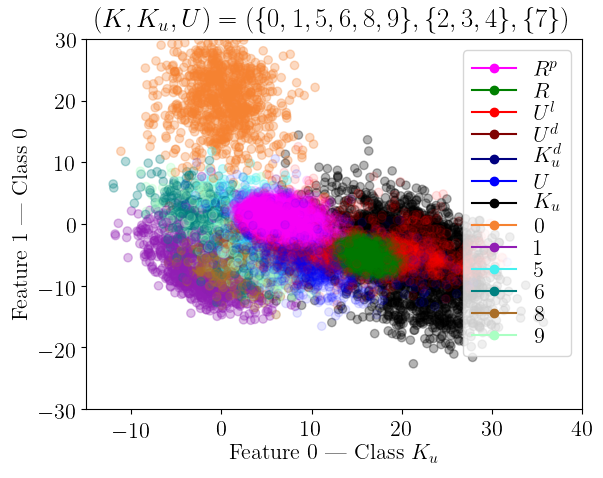 (K, K_u, U) = ({0, 1, 5, 6, 8, 9}, {2, 3, 4}, {7})
30
20
10
0
−10
−20
−30
Feature 1 — Class 0
−10
0
10
20
30
40
Feature 0 — Class K_u
R^p
R
U^l
U^d
K_u^d
U
K_u
0
1
5
6
8
9